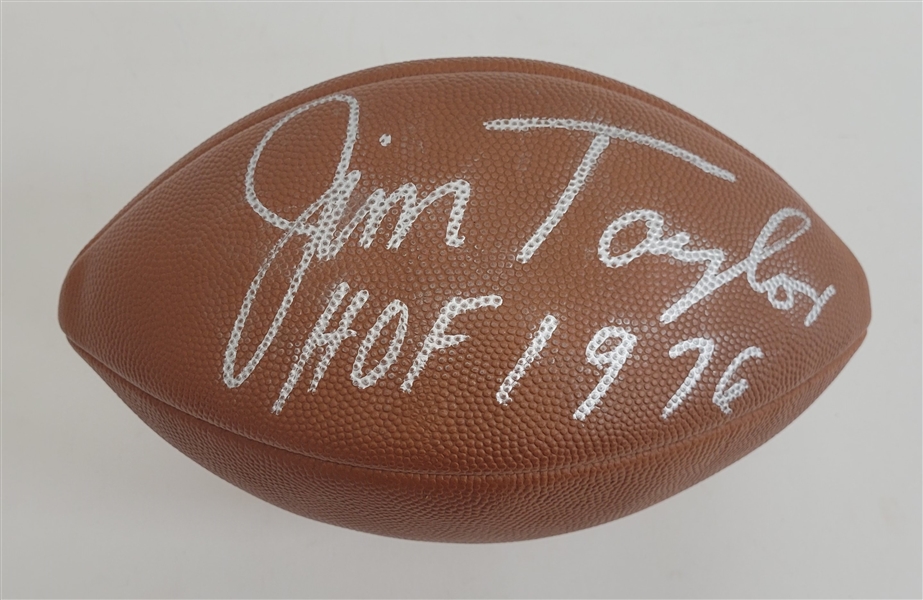 Jim Taylor
HOF 1976